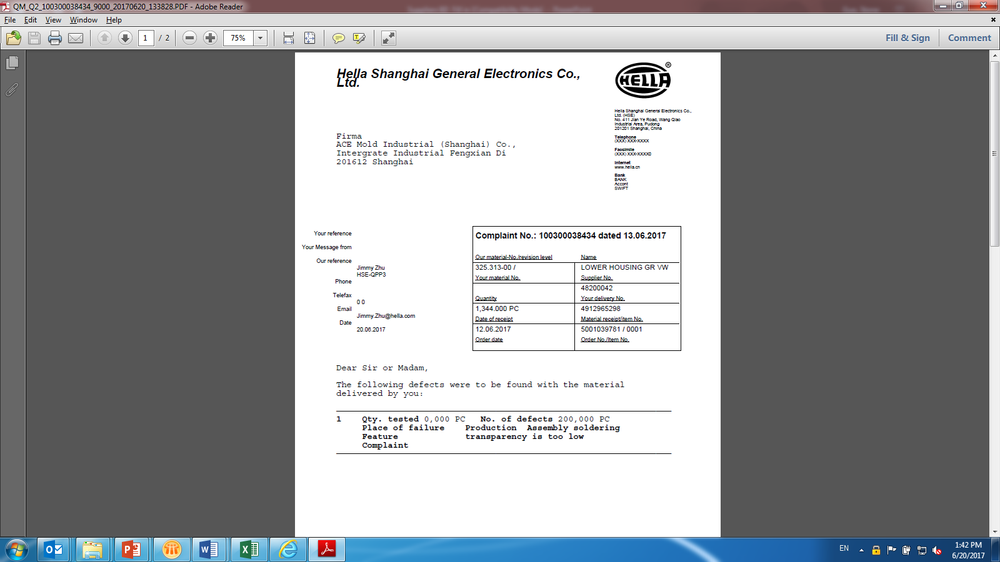 QM_Q2_100300038434_9000_20170620_133828.PDF - Adobe Reader
File Edit View Window Help
1 / 2 75% Fill & Sign Comment
Hella Shanghai General Electronics Co.,
Ltd.
HELLA ®
Hella Shanghai General Electronics Co.,
Ltd. (HSE)
No. 411 Jian Ye Road, Wang Qiao
Industrial Area, Pudong
201201 Shanghai, China
Telephone
(XXX) XXX-XXXX
Facsimile
(XXX) XXX-XXXX0
Internet
www.hella.cn
Bank
BANK
Accont
SWIFT
Firma
ACE Mold Industrial (Shanghai) Co.,
Intergrate Industrial Fengxian Di
201612 Shanghai
Your reference
Your Message from
Our reference
Jimmy Zhu
HSE-QPP3
Phone
Telefax
0 0
Email
Jimmy.Zhu@hella.com
Date
20.06.2017
Complaint No.: 100300038434 dated 13.06.2017
Our material-No./revision level Name
325.313-00 / LOWER HOUSING GR VW
Your material No. Supplier No.
48200042
Quantity Your delivery No.
1,344.000 PC 4912965298
Date of receipt Material receipt/item No.
12.06.2017 5001039781 / 0001
Order date Order No./Item No.
Dear Sir or Madam,
The following defects were to be found with the material
delivered by you:
1 Qty. tested 0,000 PC No. of defects 200,000 PC
Place of failure Production Assembly soldering
Feature transparency is too low
Complaint
EN 1:42 PM
6/20/2017